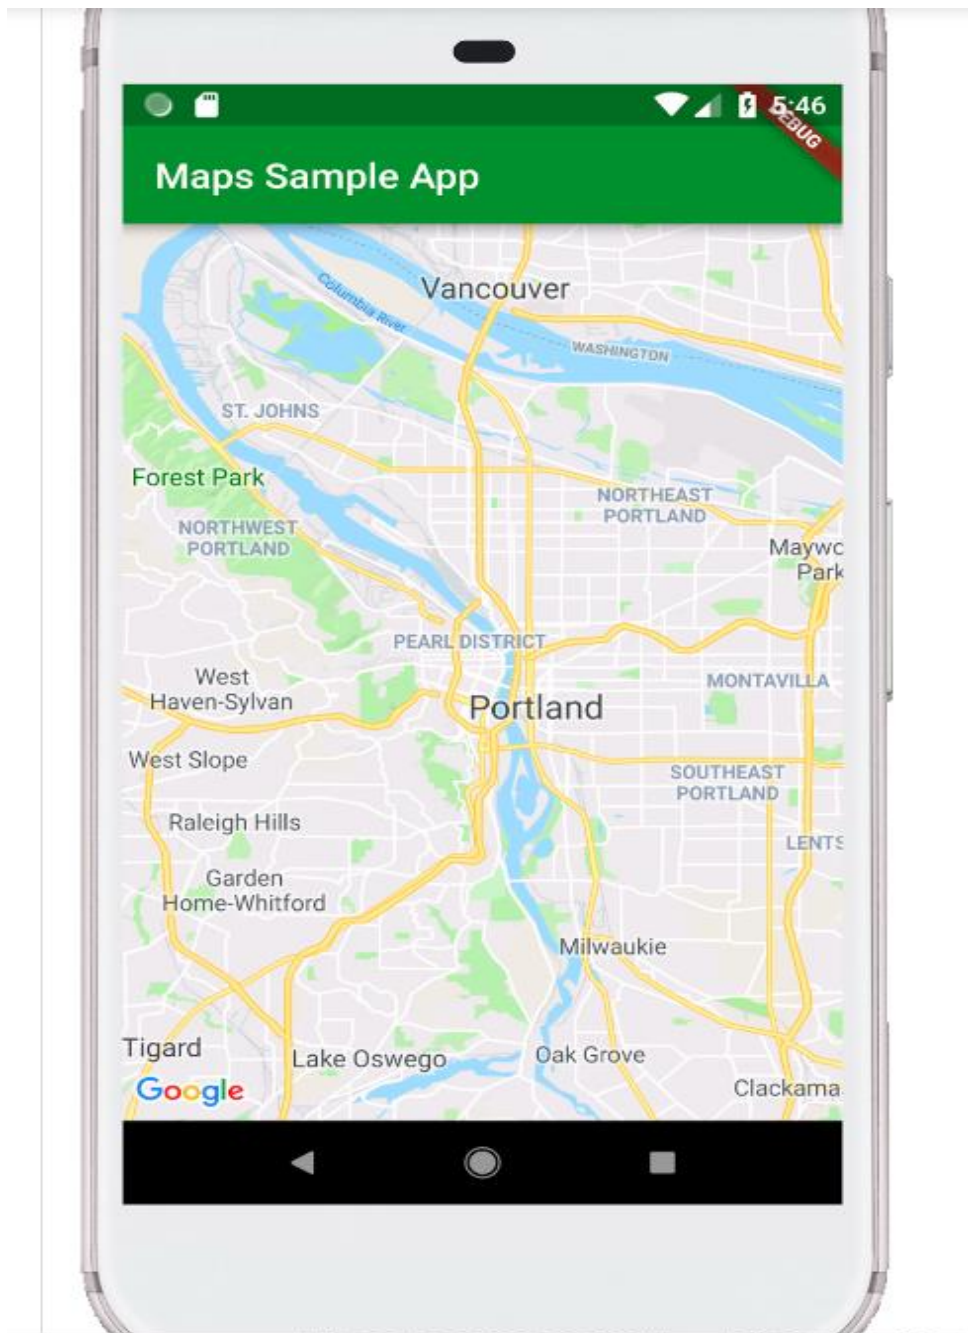 5:46
DEBUG
Maps Sample App
Vancouver
Columbia River
WASHINGTON
ST. JOHNS
Forest Park
NORTHEAST
PORTLAND
NORTHWEST
PORTLAND
Maywo
Park
PEARL DISTRICT
West
Haven-Sylvan
MONTAVILLA
Portland
West Slope
SOUTHEAST
PORTLAND
Raleigh Hills
LENTS
Garden
Home-Whitford
Milwaukie
Tigard
Lake Oswego
Oak Grove
Google
Clackama